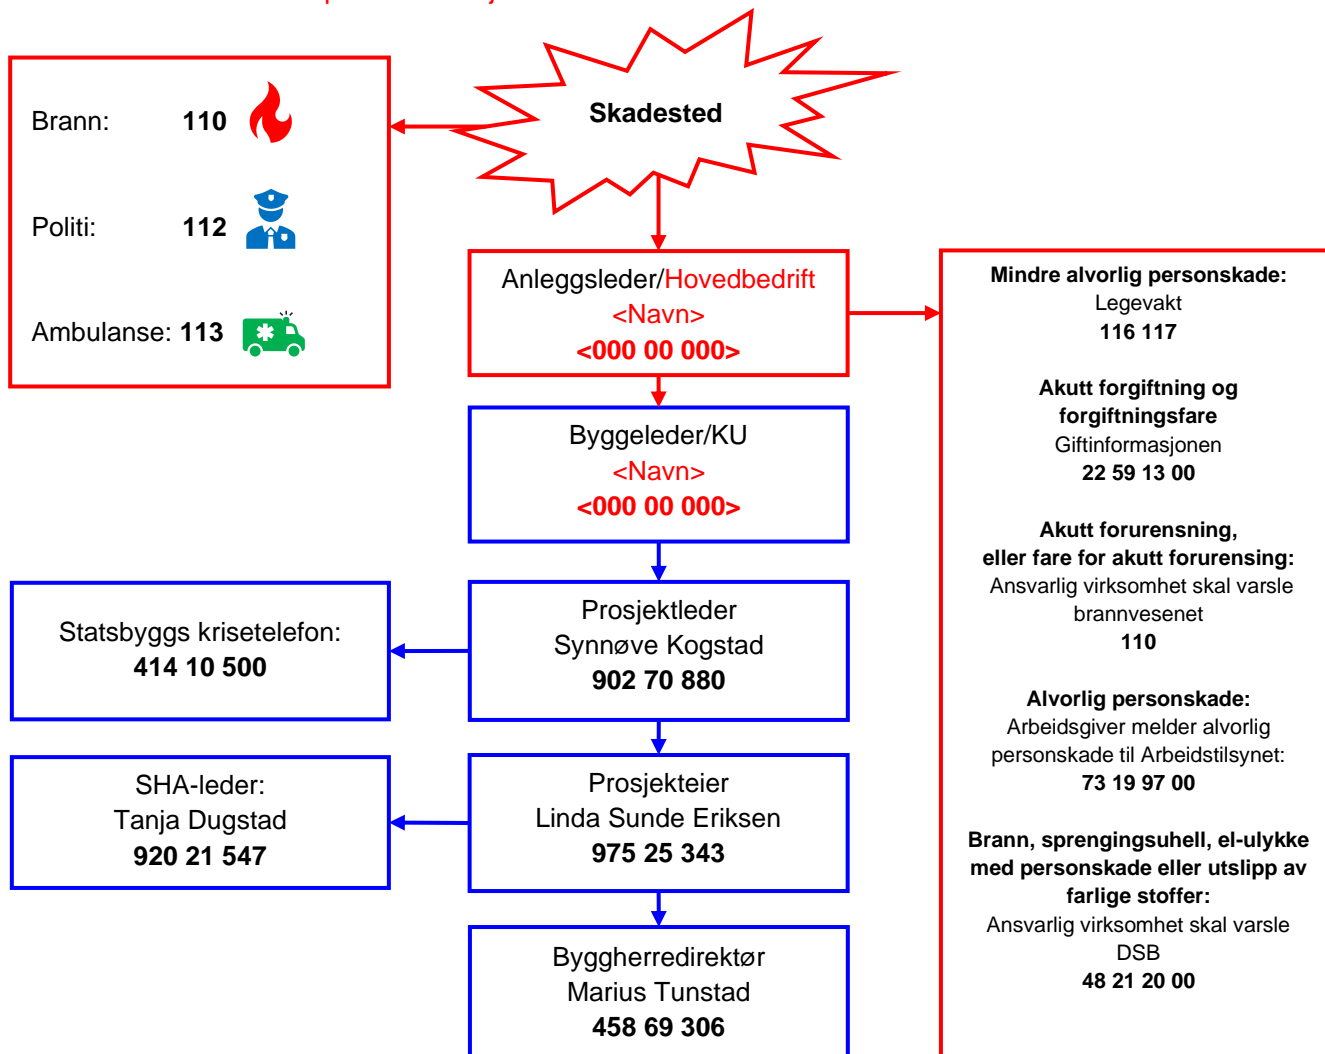 Skadested
Brann: 110
Politi: 112
Ambulanse: 113
Anleggsleder/Hovedbedrift
<Navn>
<000 00 000>
Byggeleder/KU
<Navn>
<000 00 000>
Prosjektleder
Synnøve Kogstad
902 70 880
Statsbyggs krisetelefon:
414 10 500
Prosjekteier
Linda Sunde Eriksen
975 25 343
SHA-leder:
Tanja Dugstad
920 21 547
Byggherredirektør
Marius Tunstad
458 69 306
Mindre alvorlig personskade:
Legevakt
116 117
Akutt forgiftning og
forgiftningsfare
Giftinformasjonen
22 59 13 00
Akutt forurensning,
eller fare for akutt forurensing:
Ansvarlig virksomhet skal varsle
brannvesenet
110
Alvorlig personskade:
Arbeidsgiver melder alvorlig
personskade til Arbeidstilsynet:
73 19 97 00
Brann, sprengingsuhell, el-ulykke
med personskade eller utslipp av
farlige stoffer:
Ansvarlig virksomhet skal varsle
DSB
48 21 20 00